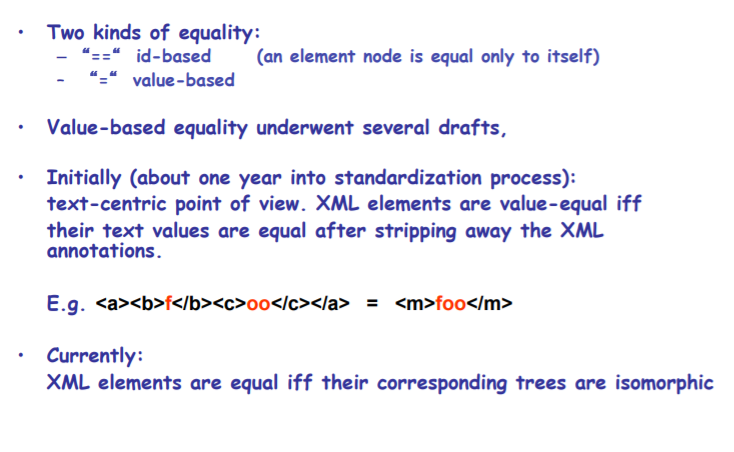 • Two kinds of equality:
– “==“ id-based (an element node is equal only to itself)
- “=“ value-based
• Value-based equality underwent several drafts,
• Initially (about one year into standardization process):
text-centric point of view. XML elements are value-equal iff
their text values are equal after stripping away the XML
annotations.
E.g. <a><b>f</b><c>oo</c></a> = <m>foo</m>
• Currently:
XML elements are equal iff their corresponding trees are isomorphic